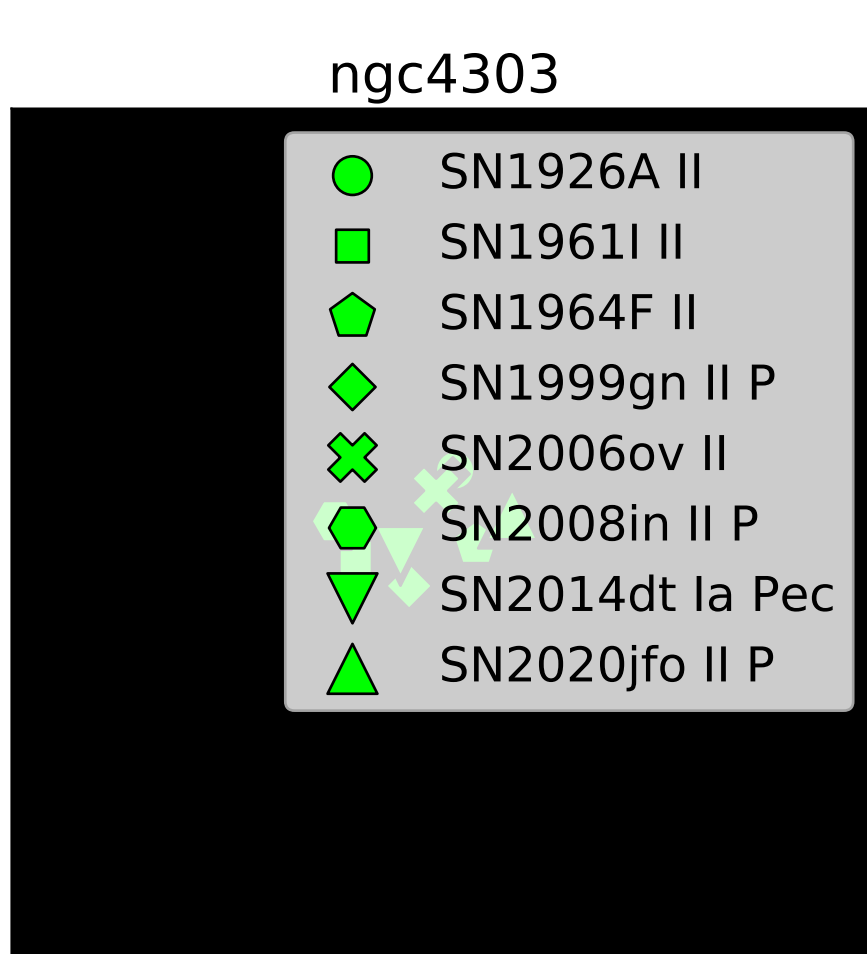 ngc4303
SN1926A II
SN1961I II
SN1964F II
SN1999gn II P
SN2006ov II
SN2008in II P
SN2014dt Ia Pec
SN2020jfo II P